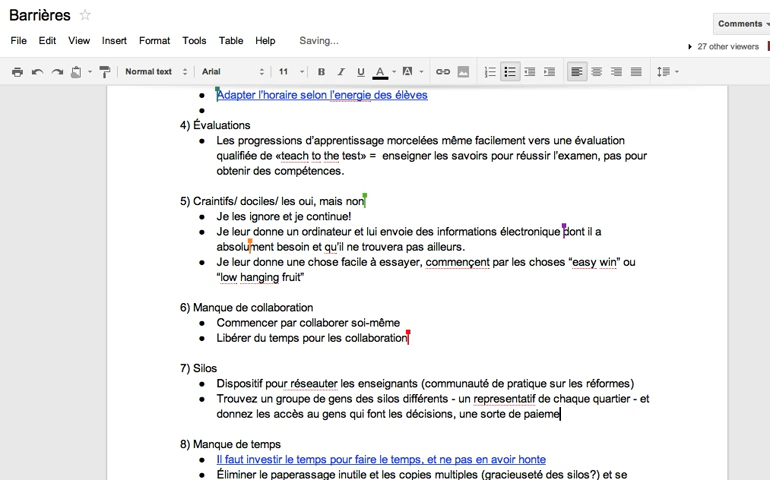 Barrières
Comments
File Edit View Insert Format Tools Table Help Saving...
27 other viewers
Normal text Arial 11 B I U A A
Adapter l'horaire selon l'energie des élèves
4) Évaluations
Les progressions d'apprentissage morcelées même facilement vers une évaluation
qualifiée de «teach to the test» = enseigner les savoirs pour réussir l'examen, pas pour
obtenir des compétences.
5) Craintifs/ dociles/ les oui, mais non
Je les ignore et je continue!
Je leur donne un ordinateur et lui envoie des informations électronique dont il a
absolument besoin et qu'il ne trouvera pas ailleurs.
Je leur donne une chose facile à essayer, commençent par les choses "easy win" ou
"low hanging fruit"
6) Manque de collaboration
Commencer par collaborer soi-même
Libérer du temps pour les collaboration
7) Silos
Dispositif pour réseauter les enseignants (communauté de pratique sur les réformes)
Trouvez un groupe de gens des silos différents - un representatif de chaque quartier - et
donnez les accès au gens qui font les décisions, une sorte de paieme
8) Manque de temps
Il faut investir le temps pour faire le temps, et ne pas en avoir honte
Éliminer le paperassage inutile et les copies multiples (gracieuseté des silos?) et se